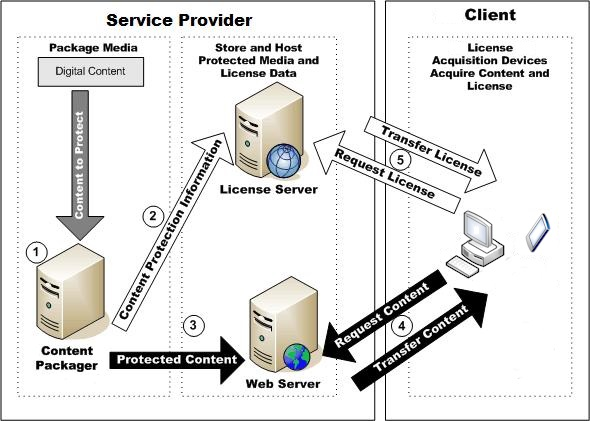 Service Provider
Client
Package Media
Digital Content
Store and Host
Protected Media and
License Data
License
Acquisition Devices
Acquire Content and
License
Content to Protect
1
Content
Packager
2
Content Protection Information
License Server
3
Protected Content
Web Server
Transfer License
5
Request License
Request Content
4
Transfer Content